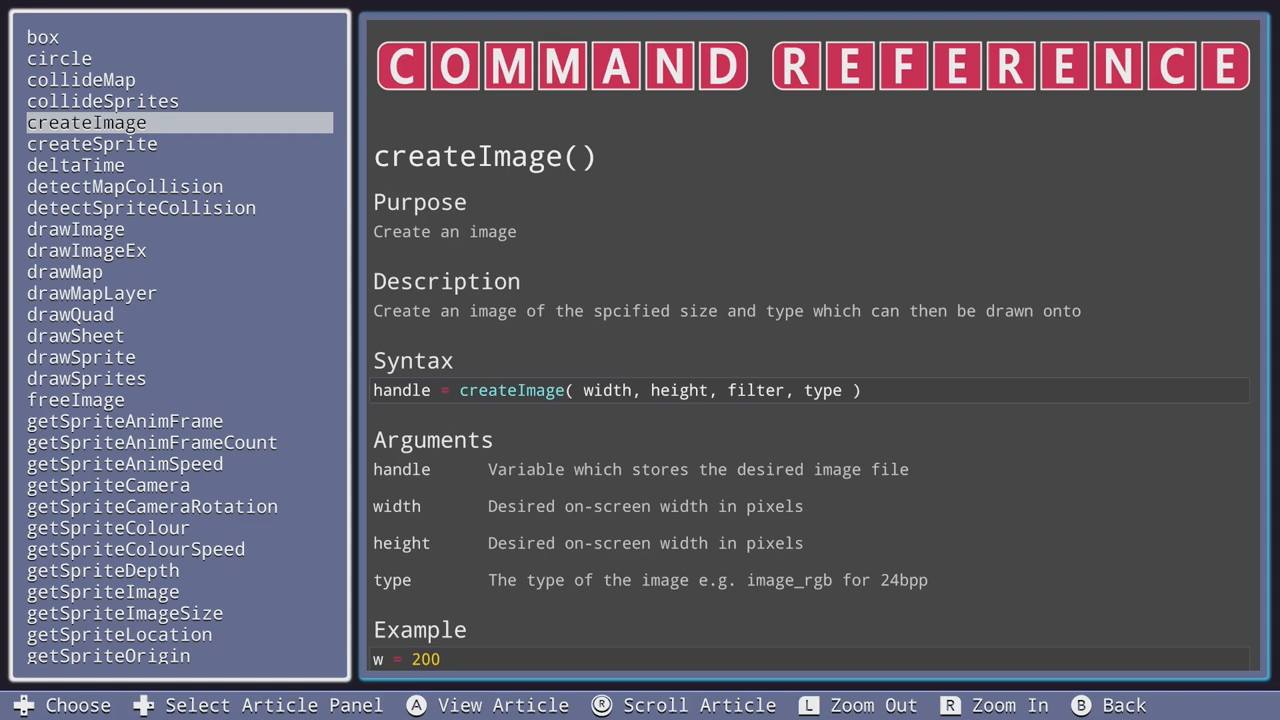 box
circle
collideMap
collideSprites
createImage
createSprite
deltaTime
detectMapCollision
detectSpriteCollision
drawImage
drawImageEx
drawMap
drawMapLayer
drawQuad
drawSheet
drawSprite
drawSprites
freeImage
getSpriteAnimFrame
getSpriteAnimFrameCount
getSpriteAnimSpeed
getSpriteCamera
getSpriteCameraRotation
getSpriteColour
getSpriteColourSpeed
getSpriteDepth
getSpriteImage
getSpriteImageSize
getSpriteLocation
getSpriteOrigin
COMMAND REFERENCE
createImage()
Purpose
Create an image
Description
Create an image of the spcified size and type which can then be drawn onto
Syntax
handle = createImage( width, height, filter, type )
Arguments
handle Variable which stores the desired image file
width Desired on-screen width in pixels
height Desired on-screen width in pixels
type The type of the image e.g. image_rgb for 24bpp
Example
w = 200
Choose Select Article Panel A View Article R Scroll Article L Zoom Out R Zoom In B Back